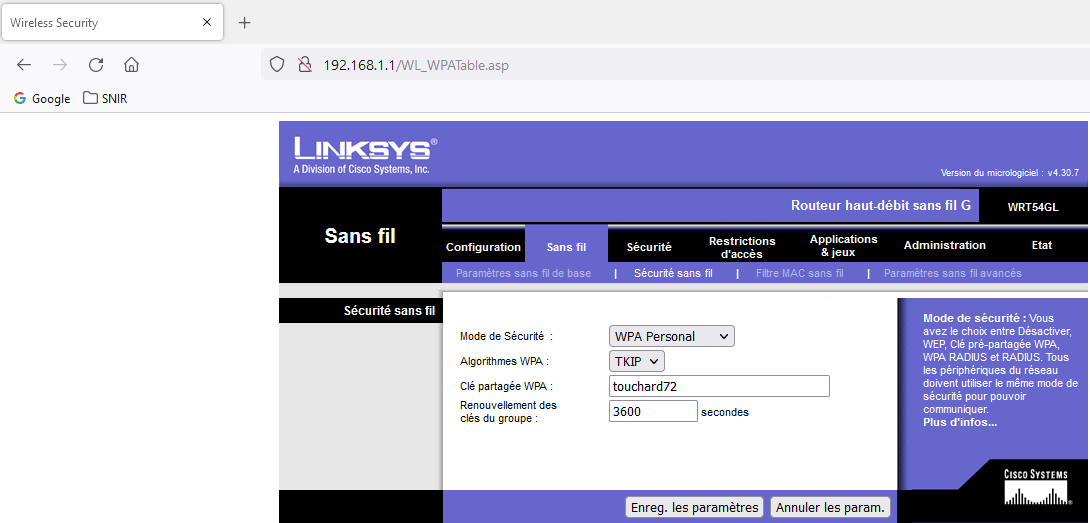 Wireless Security
192.168.1.1/WL_WPATable.asp
Google SNIR
LINKSYS®
A Division of Cisco Systems, Inc.
Version du micrologiciel : v4.30.7
Routeur haut-débit sans fil G WRT54GL
Sans fil
Configuration Sans fil Sécurité Restrictions d'accès Applications & jeux Administration Etat
Paramètres sans fil de base | Sécurité sans fil | Filtre MAC sans fil | Paramètres sans fil avancés
Sécurité sans fil
Mode de Sécurité : WPA Personal
Algorithmes WPA : TKIP
Clé partagée WPA : touchard72
Renouvellement des
clés du groupe : 3600 secondes
Mode de sécurité : Vous
avez le choix entre Désactiver,
WEP, Clé pré-partagée WPA,
WPA RADIUS et RADIUS. Tous
les périphériques du réseau
doivent utiliser le même mode de
sécurité pour pouvoir
communiquer.
Plus d'infos...
CISCO SYSTEMS
Enreg. les paramètres Annuler les param.